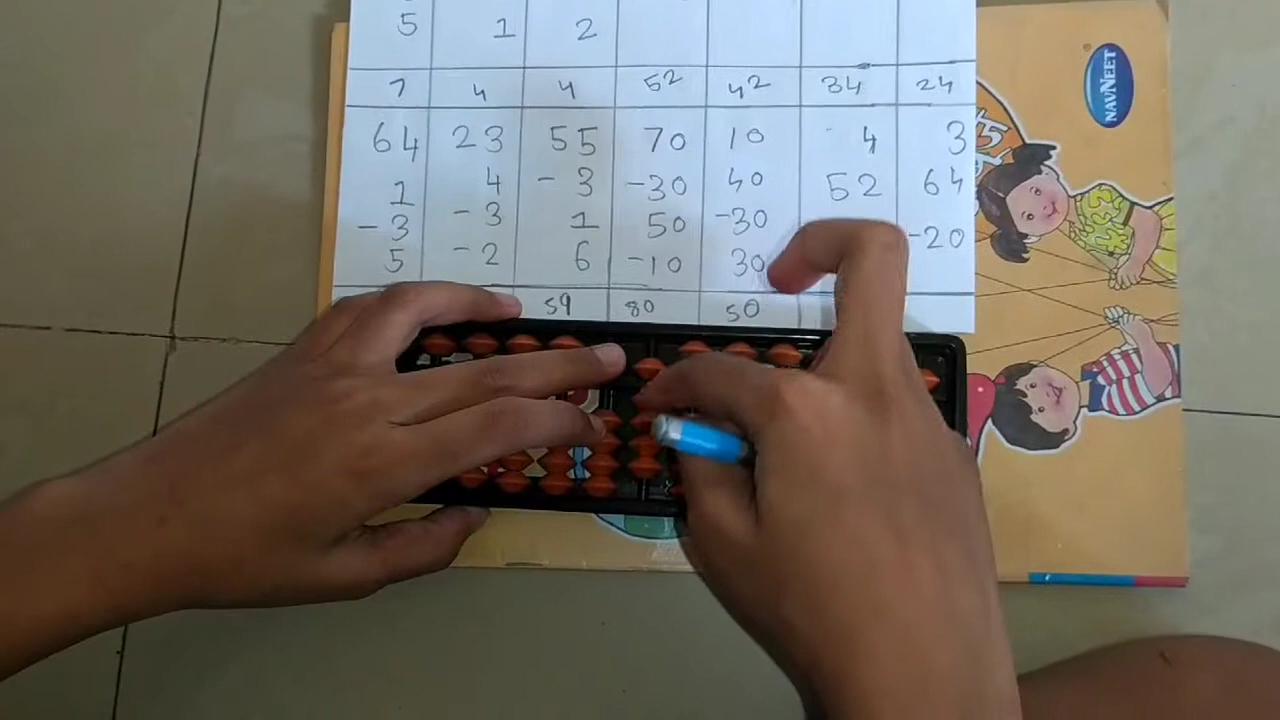 5 1 2
7 4 4 52 42 34 24
64 23 55 70 10 4 3
1 4 -3 -30 40 52 64
-3 -3 1 50 -30 -20
5 -2 6 -10 30
59 80 50
NAVNEET